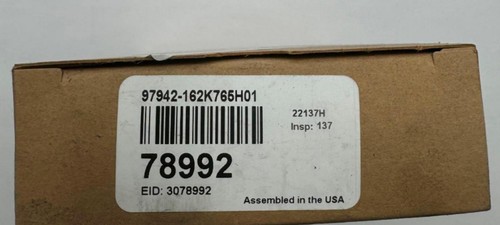 97942-162K765H01
22137H
Insp: 137
78992
EID: 3078992
Assembled in the USA